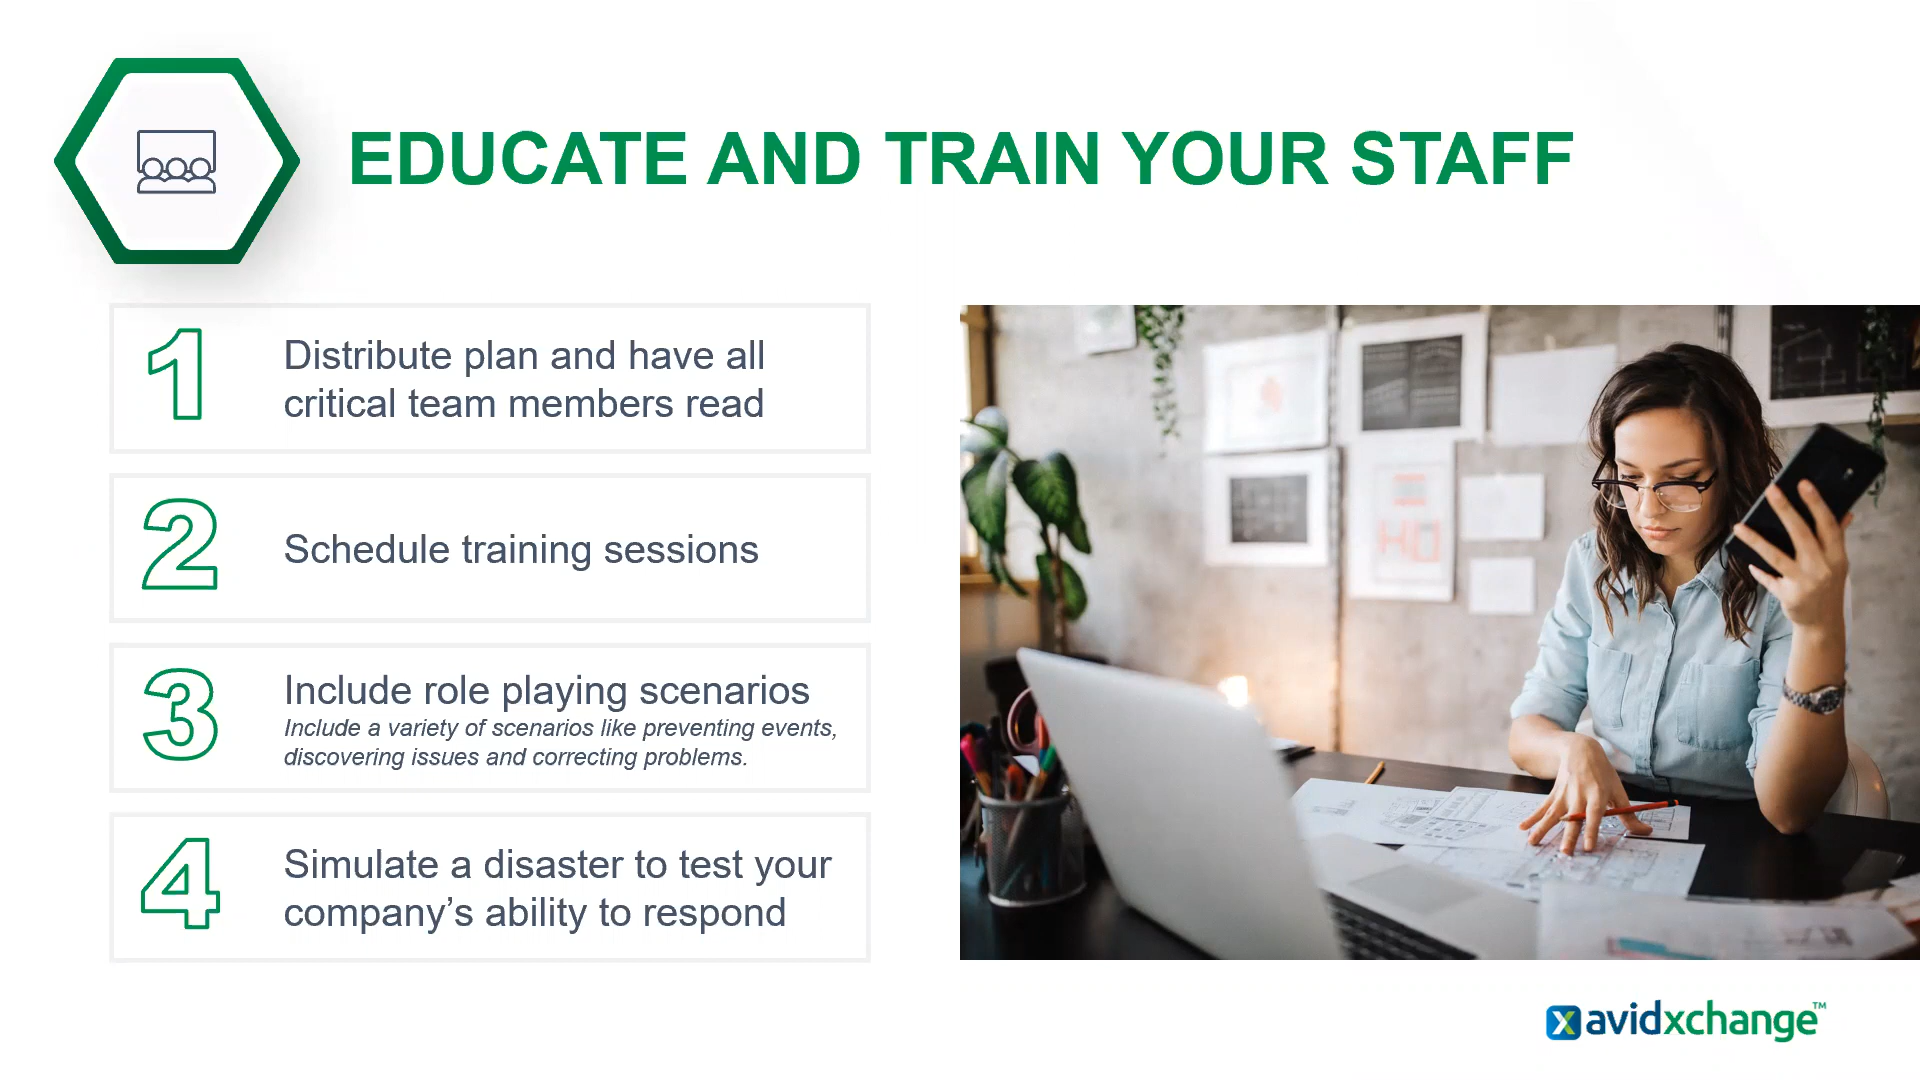 EDUCATE AND TRAIN YOUR STAFF
1
Distribute plan and have all
critical team members read
2
Schedule training sessions
3
Include role playing scenarios
Include a variety of scenarios like preventing events,
discovering issues and correcting problems.
4
Simulate a disaster to test your
company’s ability to respond
x avidxchange™